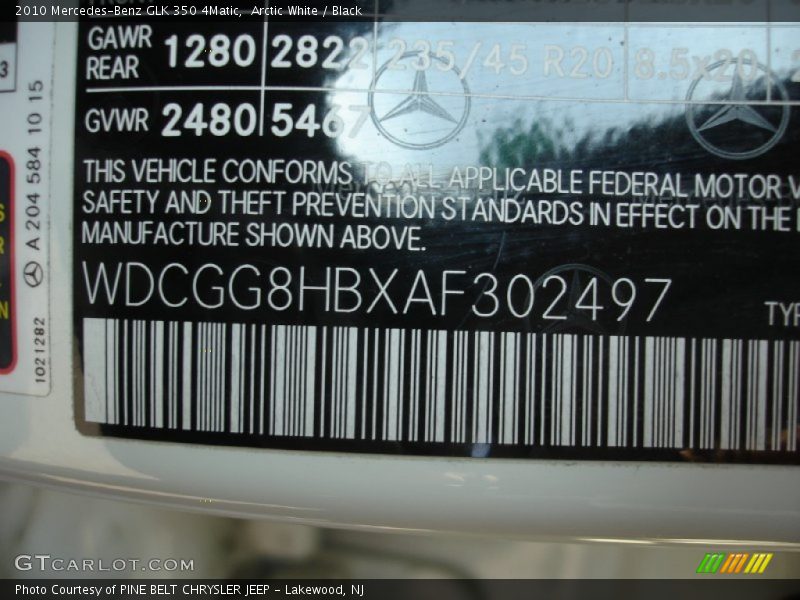 2010 Mercedes-Benz GLK 350 4Matic, Arctic White / Black
GAWR 1280 2822 235/45 R20 8.5x20
REAR
GVWR 2480 5467
THIS VEHICLE CONFORMS TO ALL APPLICABLE FEDERAL MOTOR V
SAFETY AND THEFT PREVENTION STANDARDS IN EFFECT ON THE
MANUFACTURE SHOWN ABOVE.
WDCGG8HBXAF302497
TYP
A 204 584 10 15
1021282
3
GTCARLOT.COM
Photo Courtesy of PINE BELT CHRYSLER JEEP - Lakewood, NJ